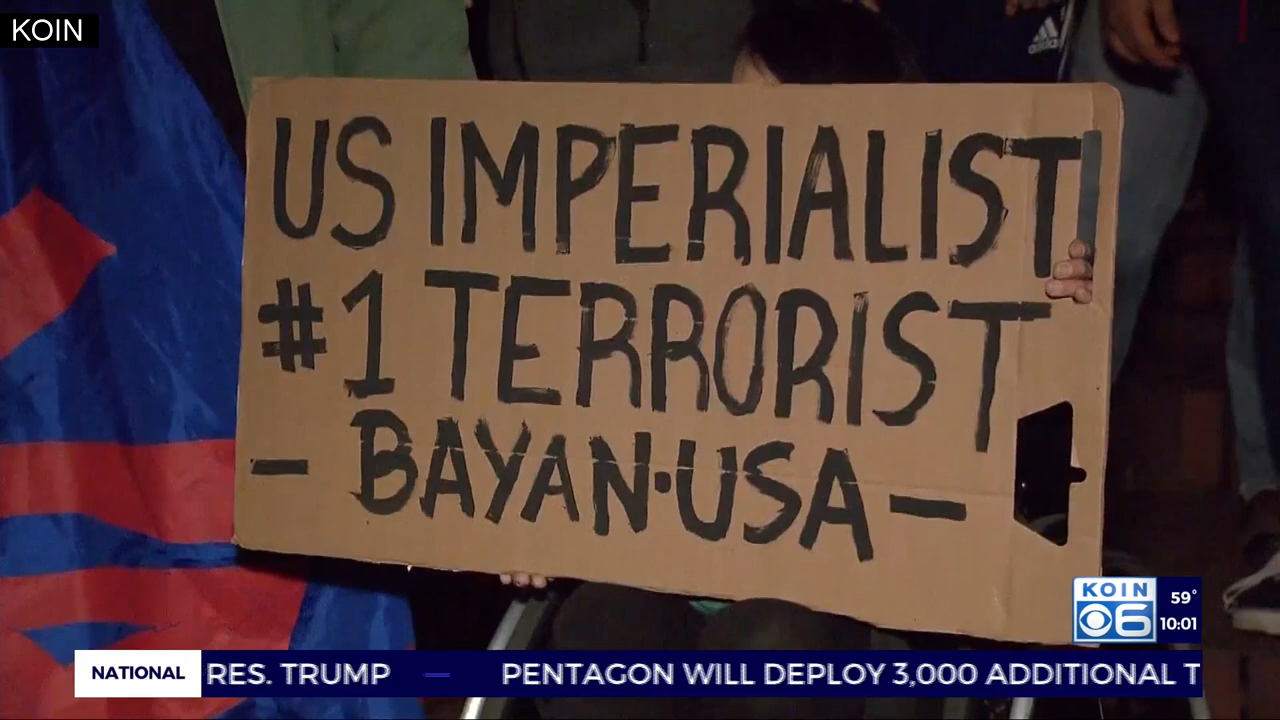 KOIN
adidas
US IMPERIALIST
#1 TERRORIST
- BAYAN•USA -
KOIN
6
59°
10:01
NATIONAL RES. TRUMP — PENTAGON WILL DEPLOY 3,000 ADDITIONAL T